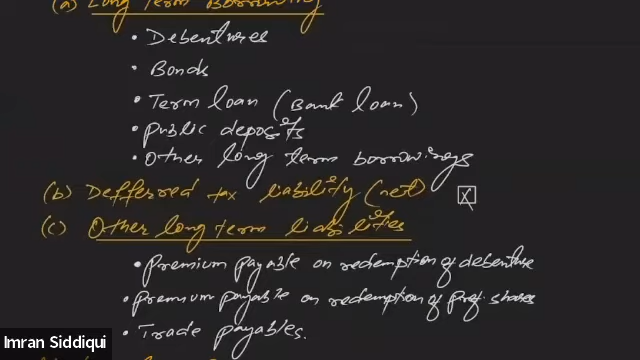 (a) Long Term Borrowing
• Debentures
• Bonds
• Term loan (Bank loan)
• Public deposits
• Other long term borrowings
(b) Defferred tax liability (net) X
(c) Other long term liabilities
• Premium payable on redemption of debenture
• Premium payable on redemption of Pref. shares
• Trade payables.
Imran Siddiqui